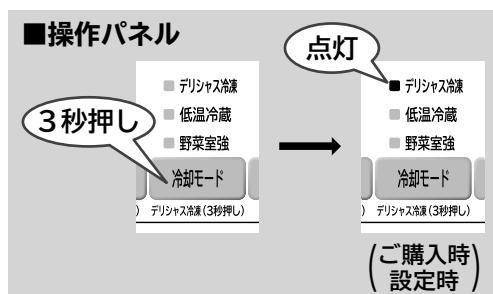 ■操作パネル
点灯
デリシャス冷凍
低温冷蔵
野菜室強
3秒押し
冷却モード
) デリシャス冷凍(3秒押し)
デリシャス冷凍
低温冷蔵
野菜室強
冷却モード
) デリシャス冷凍(3秒押し)
(ご購入時
設定時)